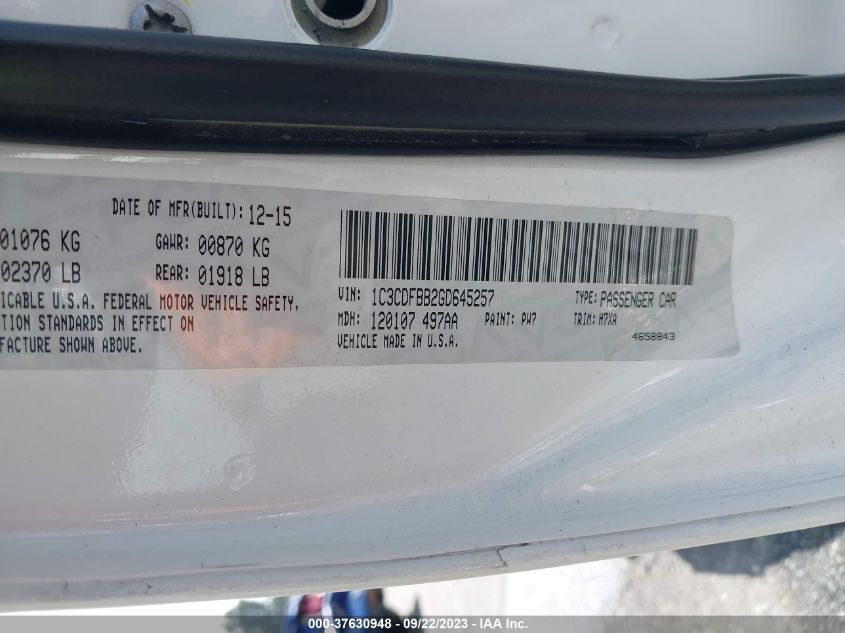 DATE OF MFR(BUILT): 12-15
01076 KG GAWR: 00870 KG
02370 LB REAR: 01918 LB
ICABLE U.S.A. FEDERAL MOTOR VEHICLE SAFETY,
TION STANDARDS IN EFFECT ON
FACTURE SHOWN ABOVE.
VIN: 1C3CDFBB2GD645257 TYPE: PASSENGER CAR
MDH: 120107 497AA PAINT: PW7 TRIM: M7XA
VEHICLE MADE IN U.S.A. 4658843
000-37630948 - 09/22/2023 - IAA Inc.